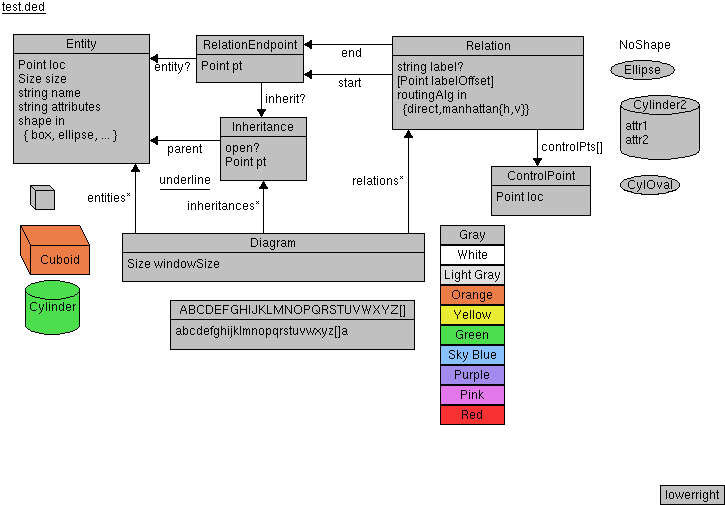 test.ded
Entity
Point loc
Size size
string name
string attributes
shape in
{ box, ellipse, ... }
entity?
RelationEndpoint
Point pt
end
start
Relation
string label?
[Point labelOffset]
routingAlg in
{direct,manhattan{h,v}}
NoShape
Ellipse
Cylinder2
attr1
attr2
CylOval
inherit?
Inheritance
open?
Point pt
parent
underline
controlPts[]
ControlPoint
Point loc
entities*
inheritances*
relations*
Cuboid
Cylinder
Diagram
Size windowSize
ABCDEFGHIJKLMNOPQRSTUVWXYZ[]
abcdefghijklmnopqrstuvwxyz[]a
Gray
White
Light Gray
Orange
Yellow
Green
Sky Blue
Purple
Pink
Red
lowerright